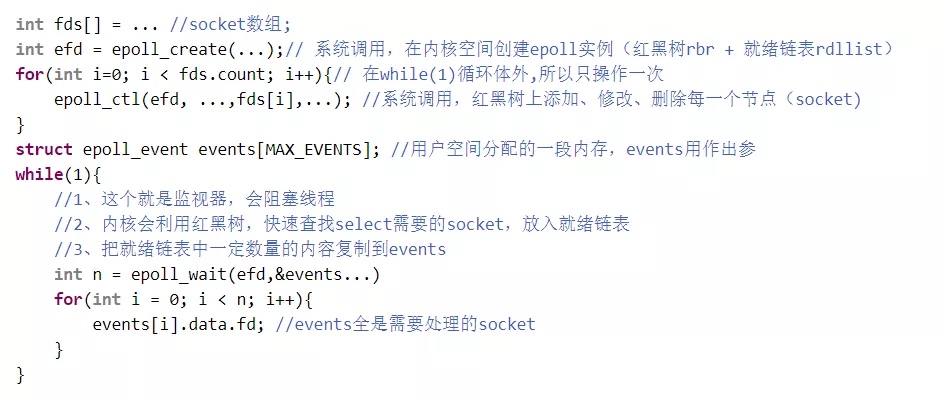 int fds[] = ... //socket数组;
int efd = epoll_create(...);// 系统调用，在内核空间创建epoll实例（红黑树rbr + 就绪链表rdllist）
for(int i=0; i < fds.count; i++){// 在while(1)循环体外,所以只操作一次
    epoll_ctl(efd, ...,fds[i],...); //系统调用，红黑树上添加、修改、删除每一个节点（socket)
}
struct epoll_event events[MAX_EVENTS]; //用户空间分配的一段内存，events用作出参
while(1){
    //1、这个就是监视器，会阻塞线程
    //2、内核会利用红黑树，快速查找select需要的socket，放入就绪链表
    //3、把就绪链表中一定数量的内容复制到events
    int n = epoll_wait(efd,&events...)
    for(int i = 0; i < n; i++){
        events[i].data.fd; //events全是需要处理的socket
    }
}